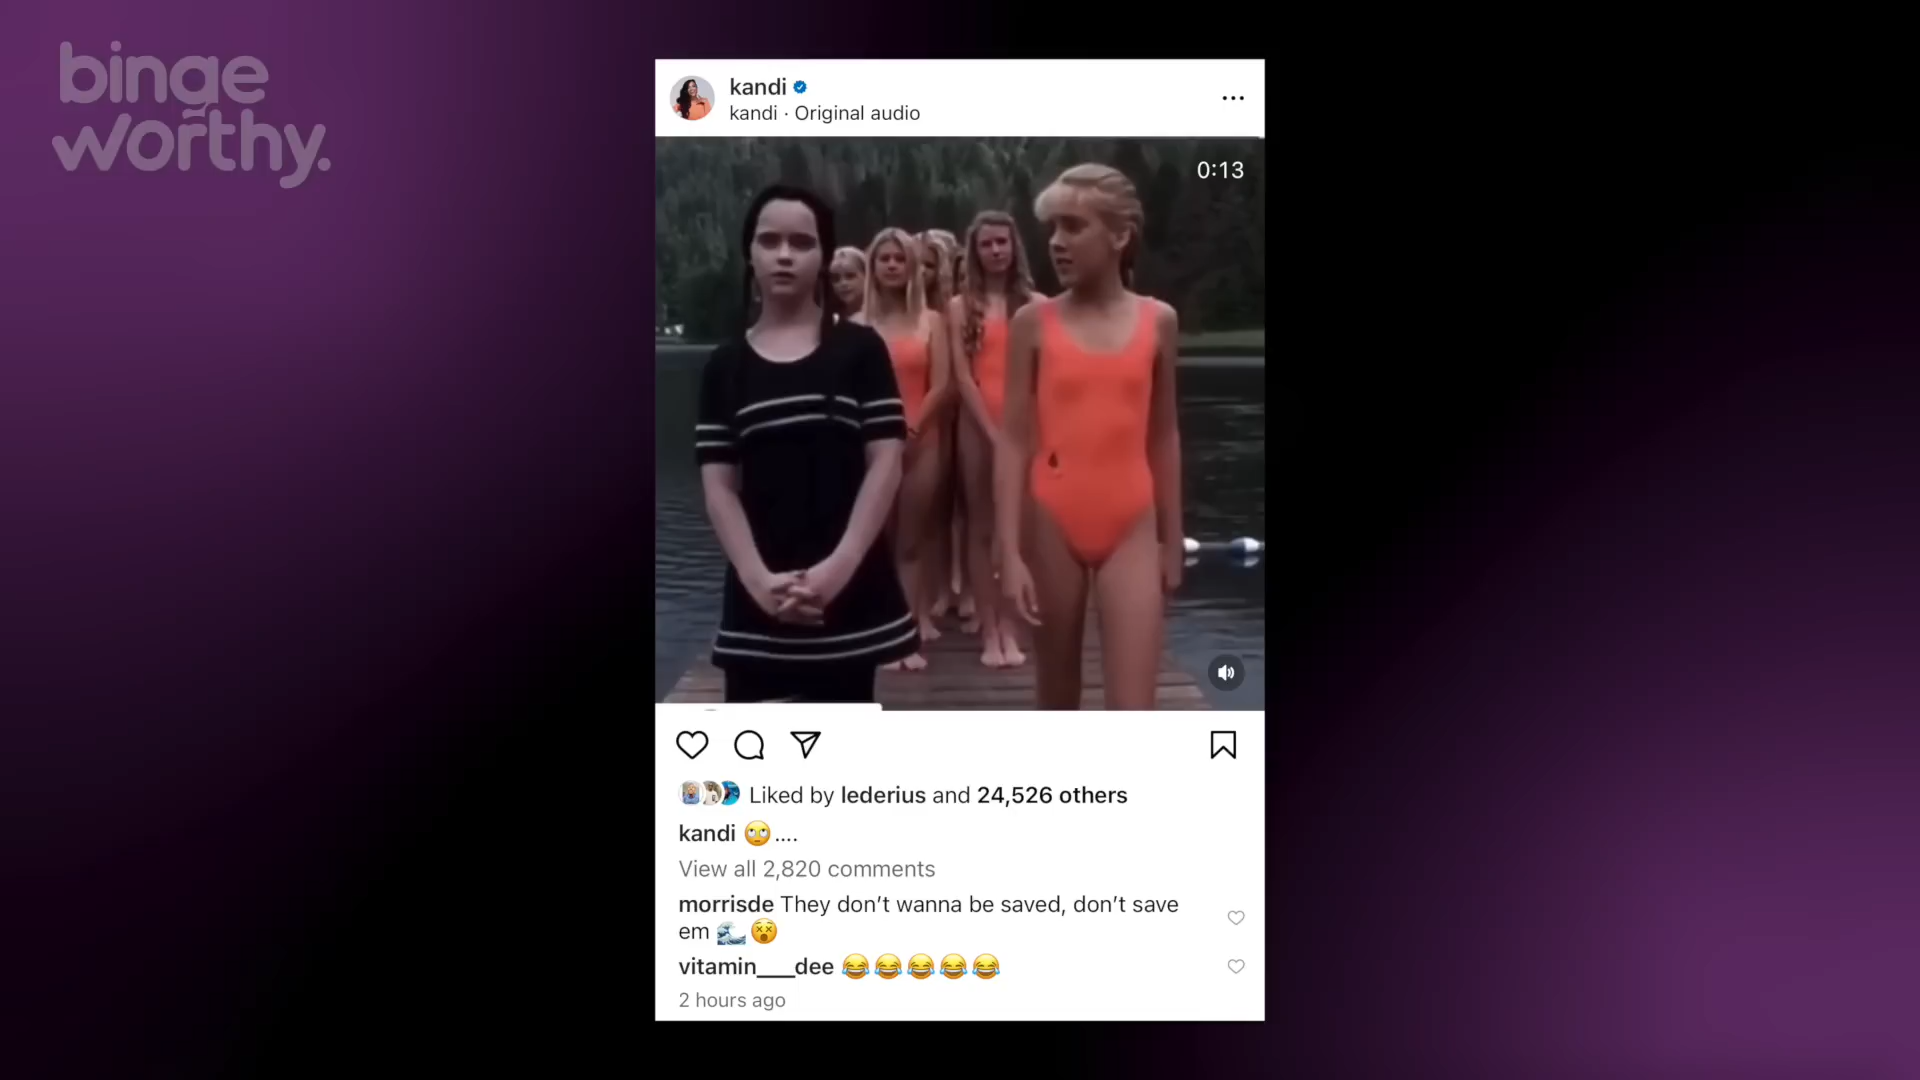 binge
worthy.
kandi
kandi · Original audio
0:13
Liked by lederius and 24,526 others
kandi 🙄....
View all 2,820 comments
morrisde They don't wanna be saved, don't save
em 🌊😵
vitamin___dee 😂😂😂😂😂
2 hours ago